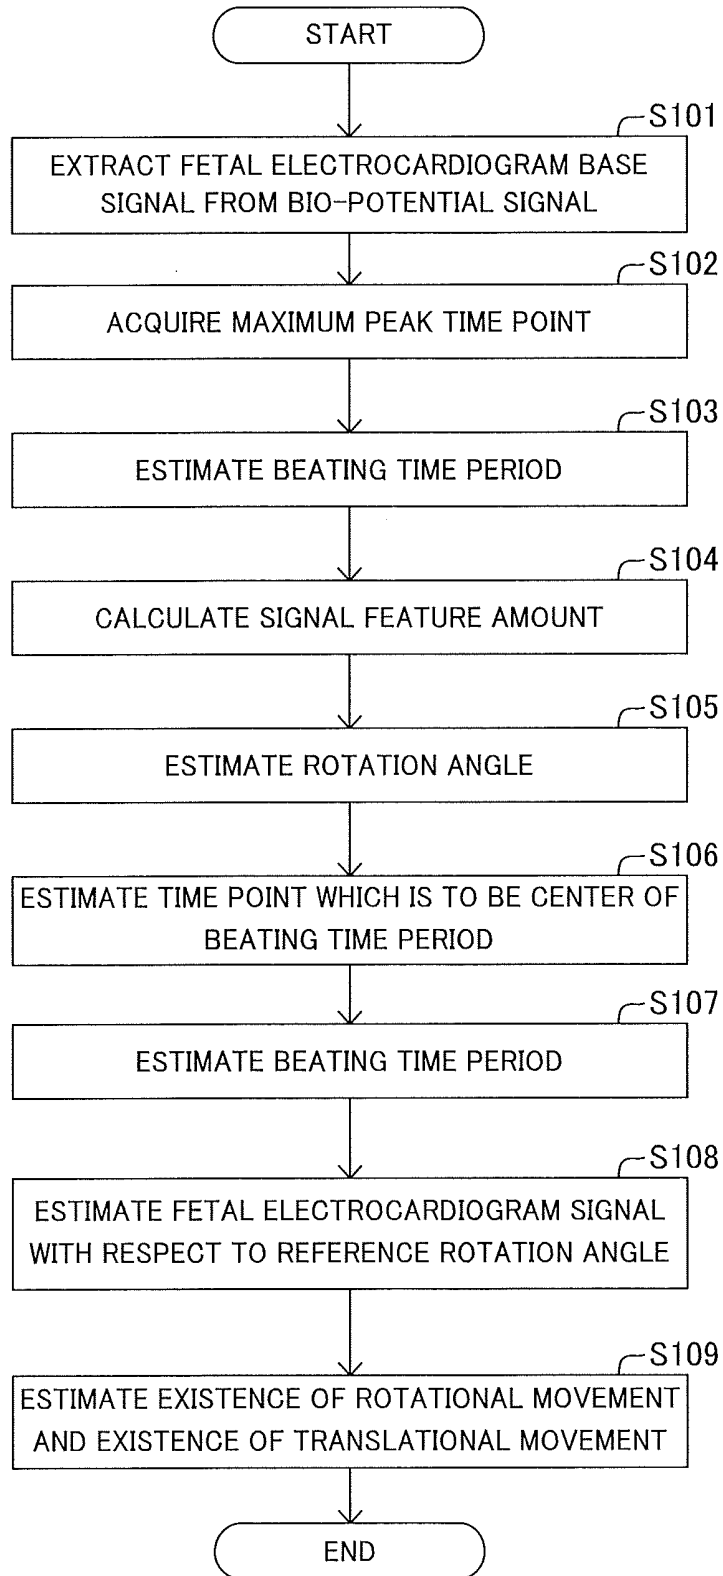 START
S101
EXTRACT FETAL ELECTROCARDIOGRAM BASE
SIGNAL FROM BIO-POTENTIAL SIGNAL
S102
ACQUIRE MAXIMUM PEAK TIME POINT
S103
ESTIMATE BEATING TIME PERIOD
S104
CALCULATE SIGNAL FEATURE AMOUNT
S105
ESTIMATE ROTATION ANGLE
S106
ESTIMATE TIME POINT WHICH IS TO BE CENTER OF
BEATING TIME PERIOD
S107
ESTIMATE BEATING TIME PERIOD
S108
ESTIMATE FETAL ELECTROCARDIOGRAM SIGNAL
WITH RESPECT TO REFERENCE ROTATION ANGLE
S109
ESTIMATE EXISTENCE OF ROTATIONAL MOVEMENT
AND EXISTENCE OF TRANSLATIONAL MOVEMENT
END